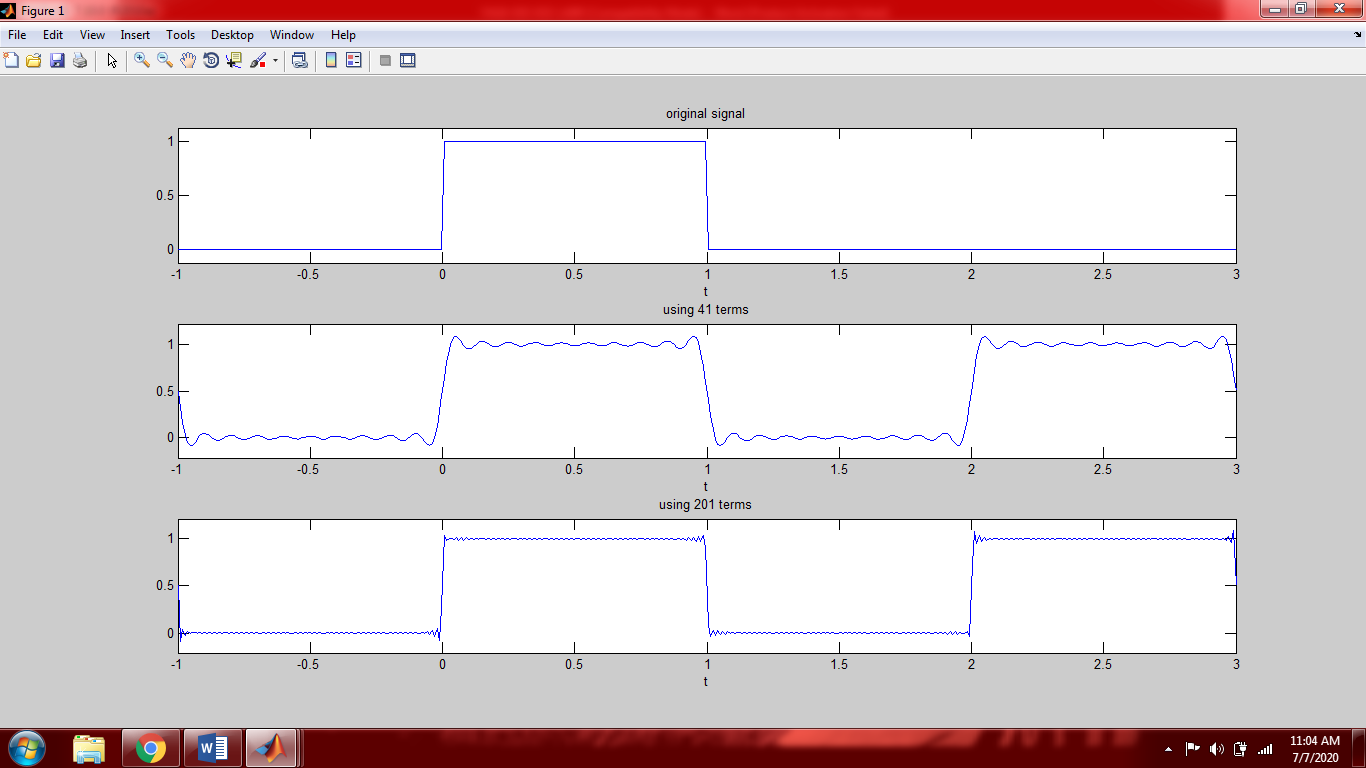 Figure 1
File Edit View Insert Tools Desktop Window Help
original signal
1
0.5
0
-1 -0.5 0 0.5 1 1.5 2 2.5 3
t
using 41 terms
1
0.5
0
-1 -0.5 0 0.5 1 1.5 2 2.5 3
t
using 201 terms
1
0.5
0
-1 -0.5 0 0.5 1 1.5 2 2.5 3
t
W
11:04 AM
7/7/2020